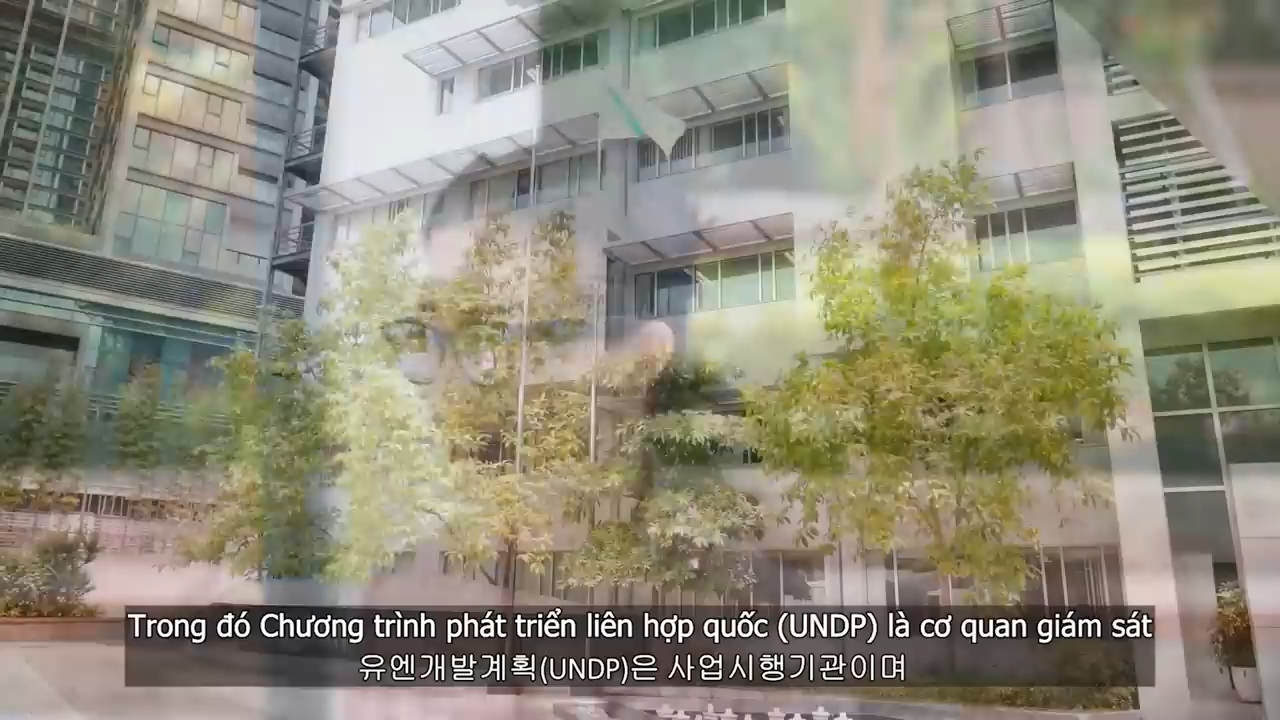 Trong đó Chương trình phát triển liên hợp quốc (UNDP) là cơ quan giám sát
유엔개발계획(UNDP)은 사업시행기관이며